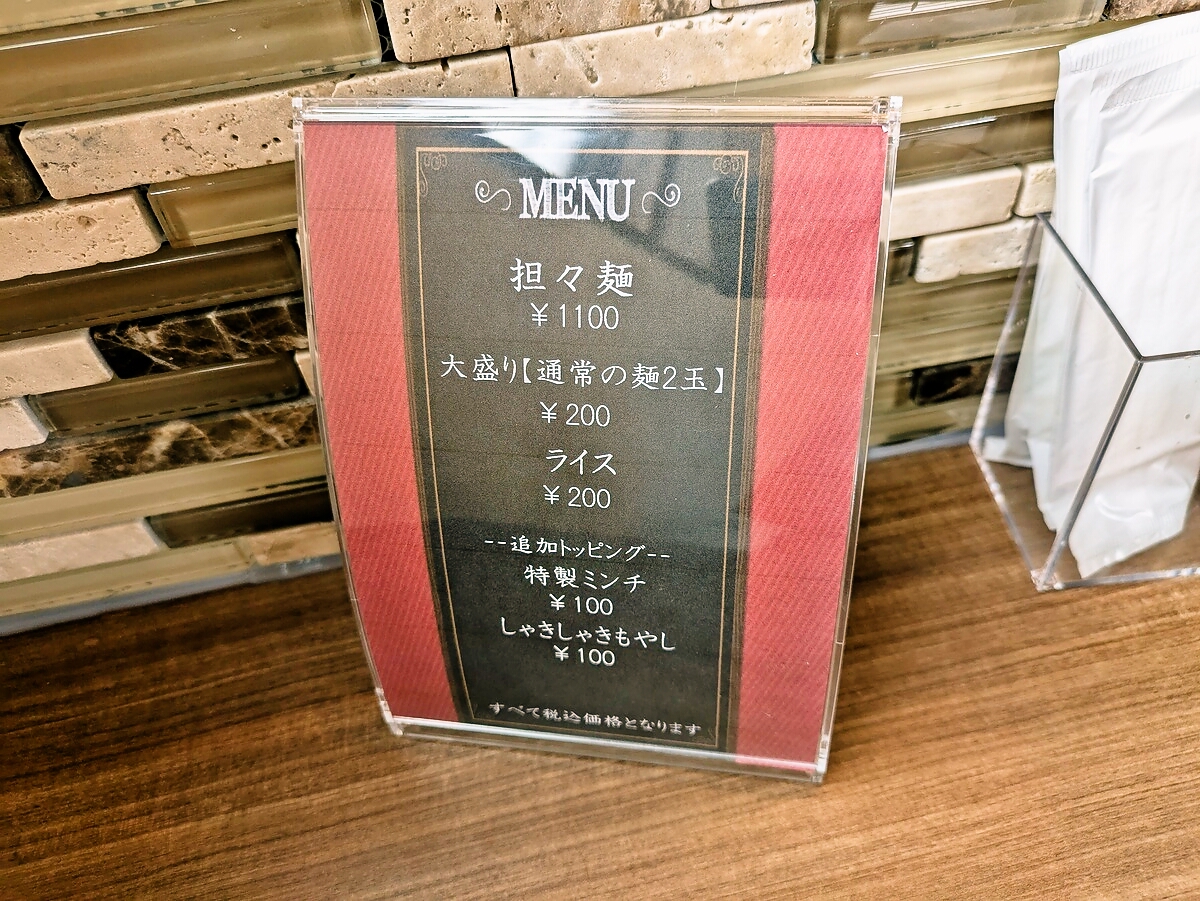 MENU
担々麺
¥1100
大盛り【通常の麺2玉】
¥200
ライス
¥200
--追加トッピング--
特製ミンチ
¥100
しゃきしゃきもやし
¥100
すべて税込価格となります